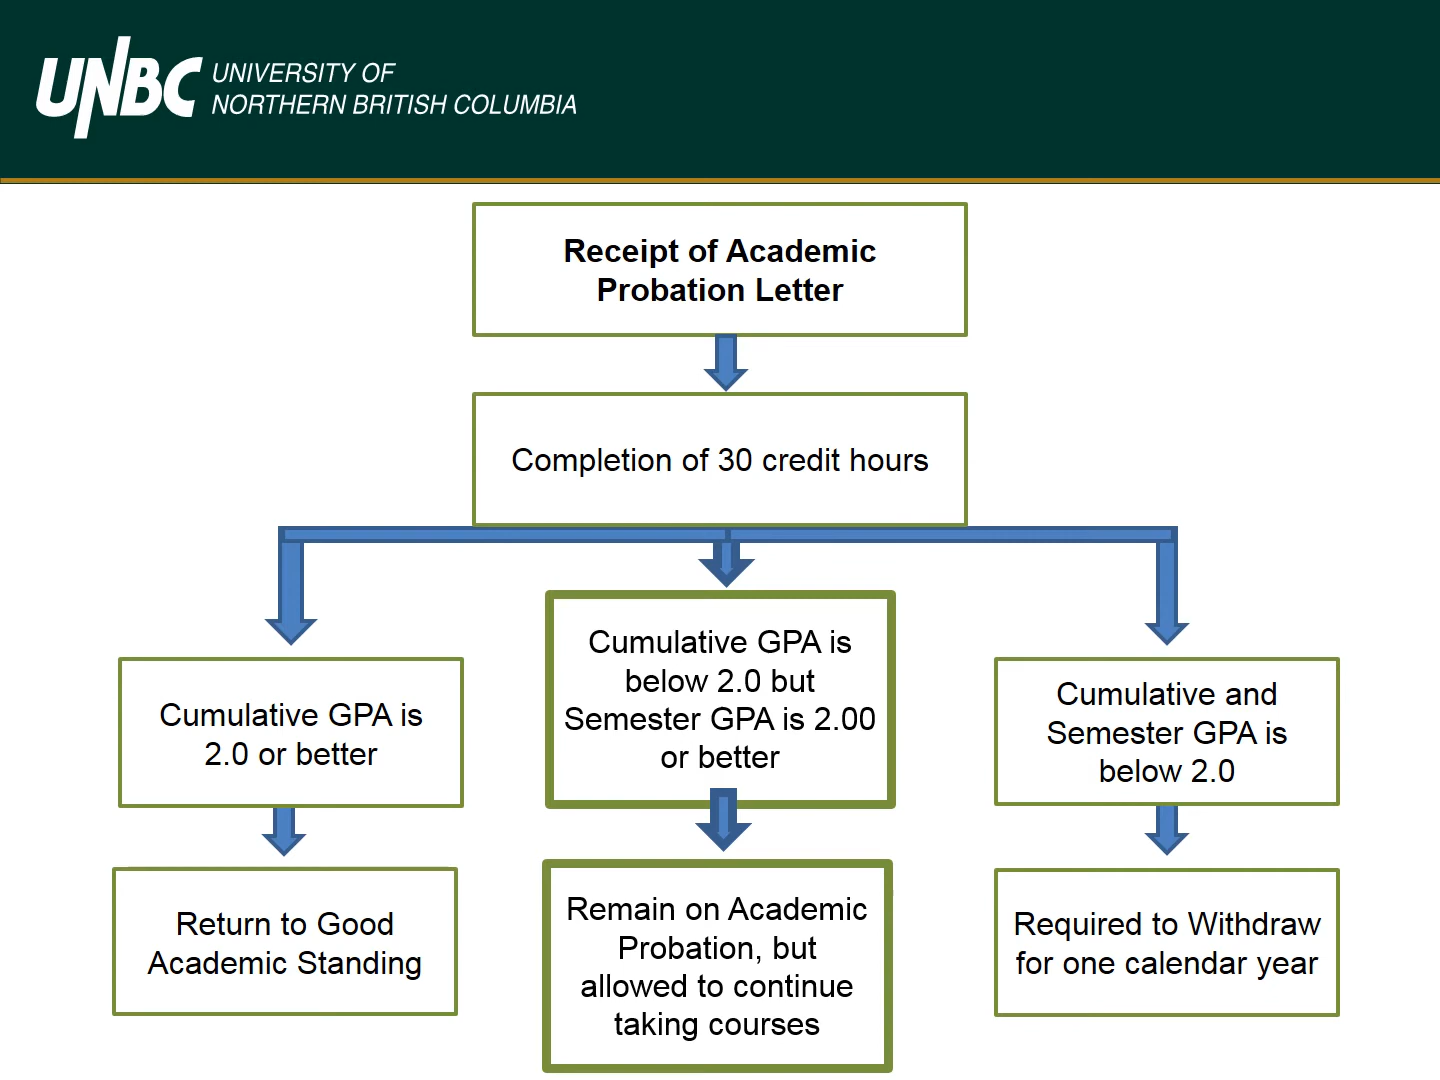 UNBC
UNIVERSITY OF
NORTHERN BRITISH COLUMBIA
Receipt of Academic
Probation Letter
Completion of 30 credit hours
Cumulative GPA is
2.0 or better
Cumulative GPA is
below 2.0 but
Semester GPA is 2.00
or better
Cumulative and
Semester GPA is
below 2.0
Return to Good
Academic Standing
Remain on Academic
Probation, but
allowed to continue
taking courses
Required to Withdraw
for one calendar year